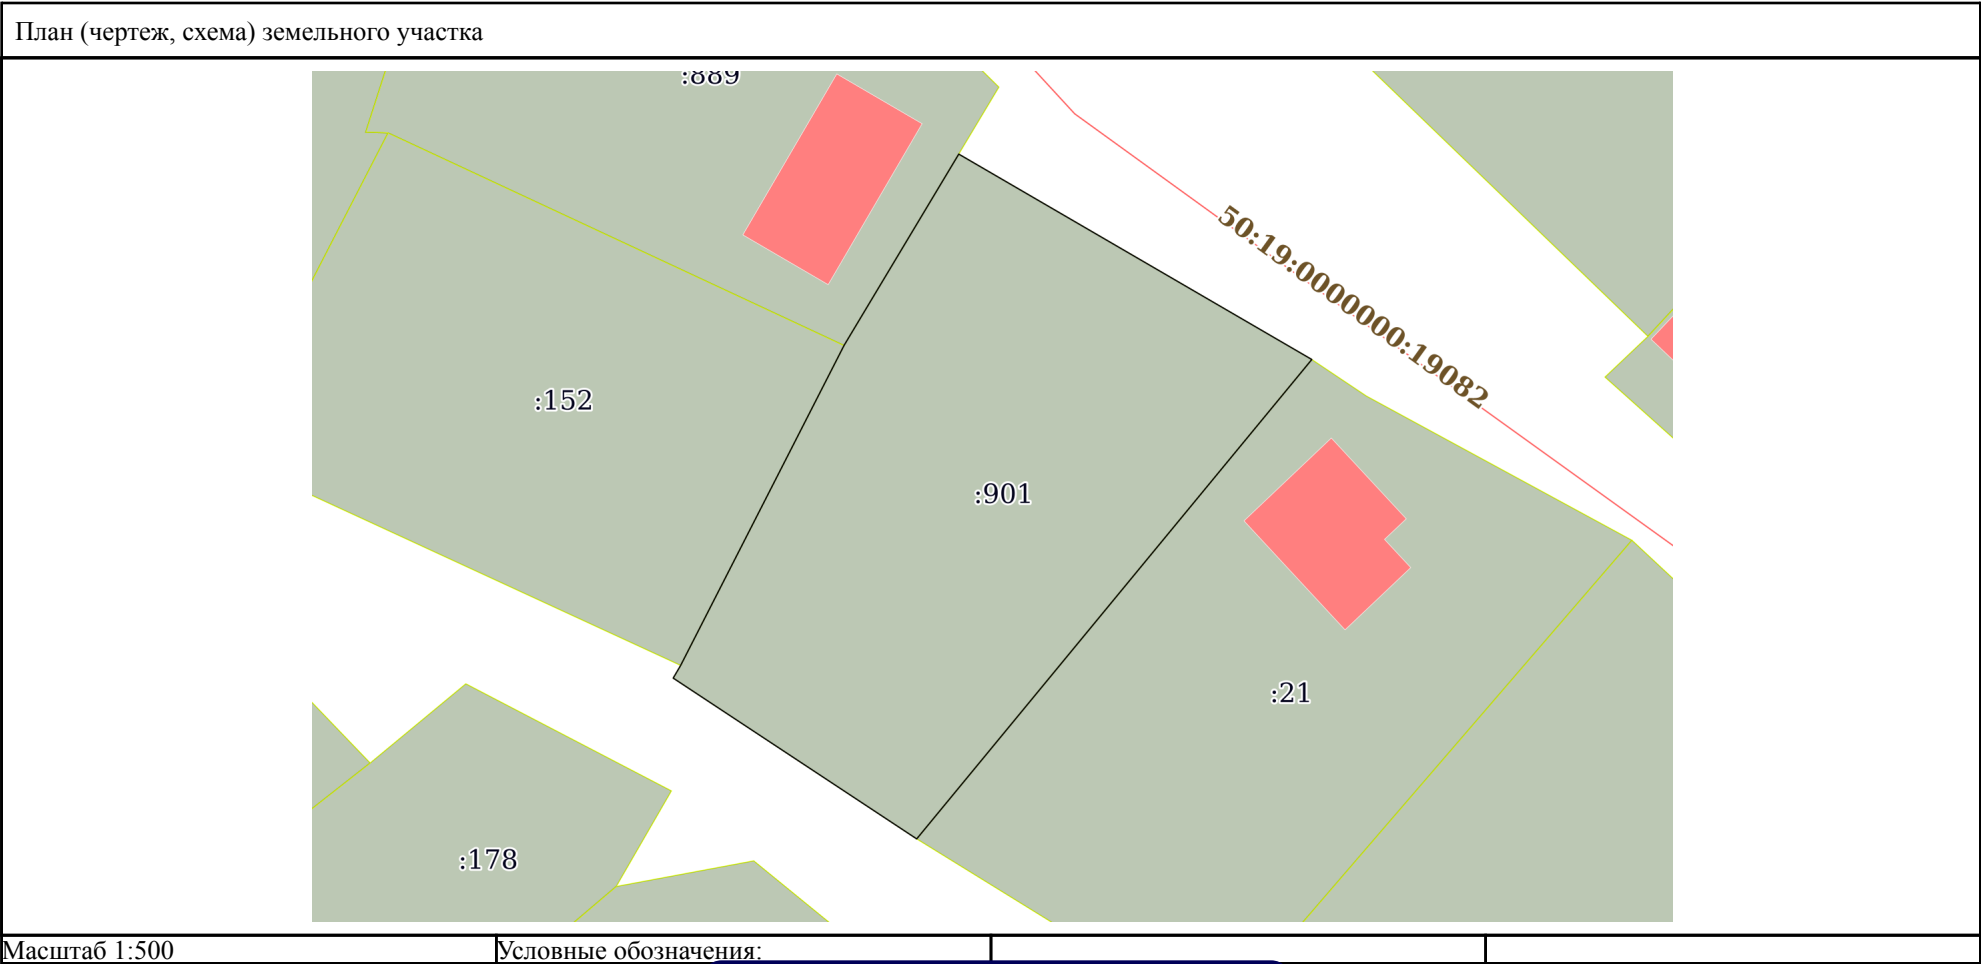 План (чертеж, схема) земельного участка
:889
50:19:0000000:19082
:152
:901
:21
:178
Масштаб 1:500
Условные обозначения: